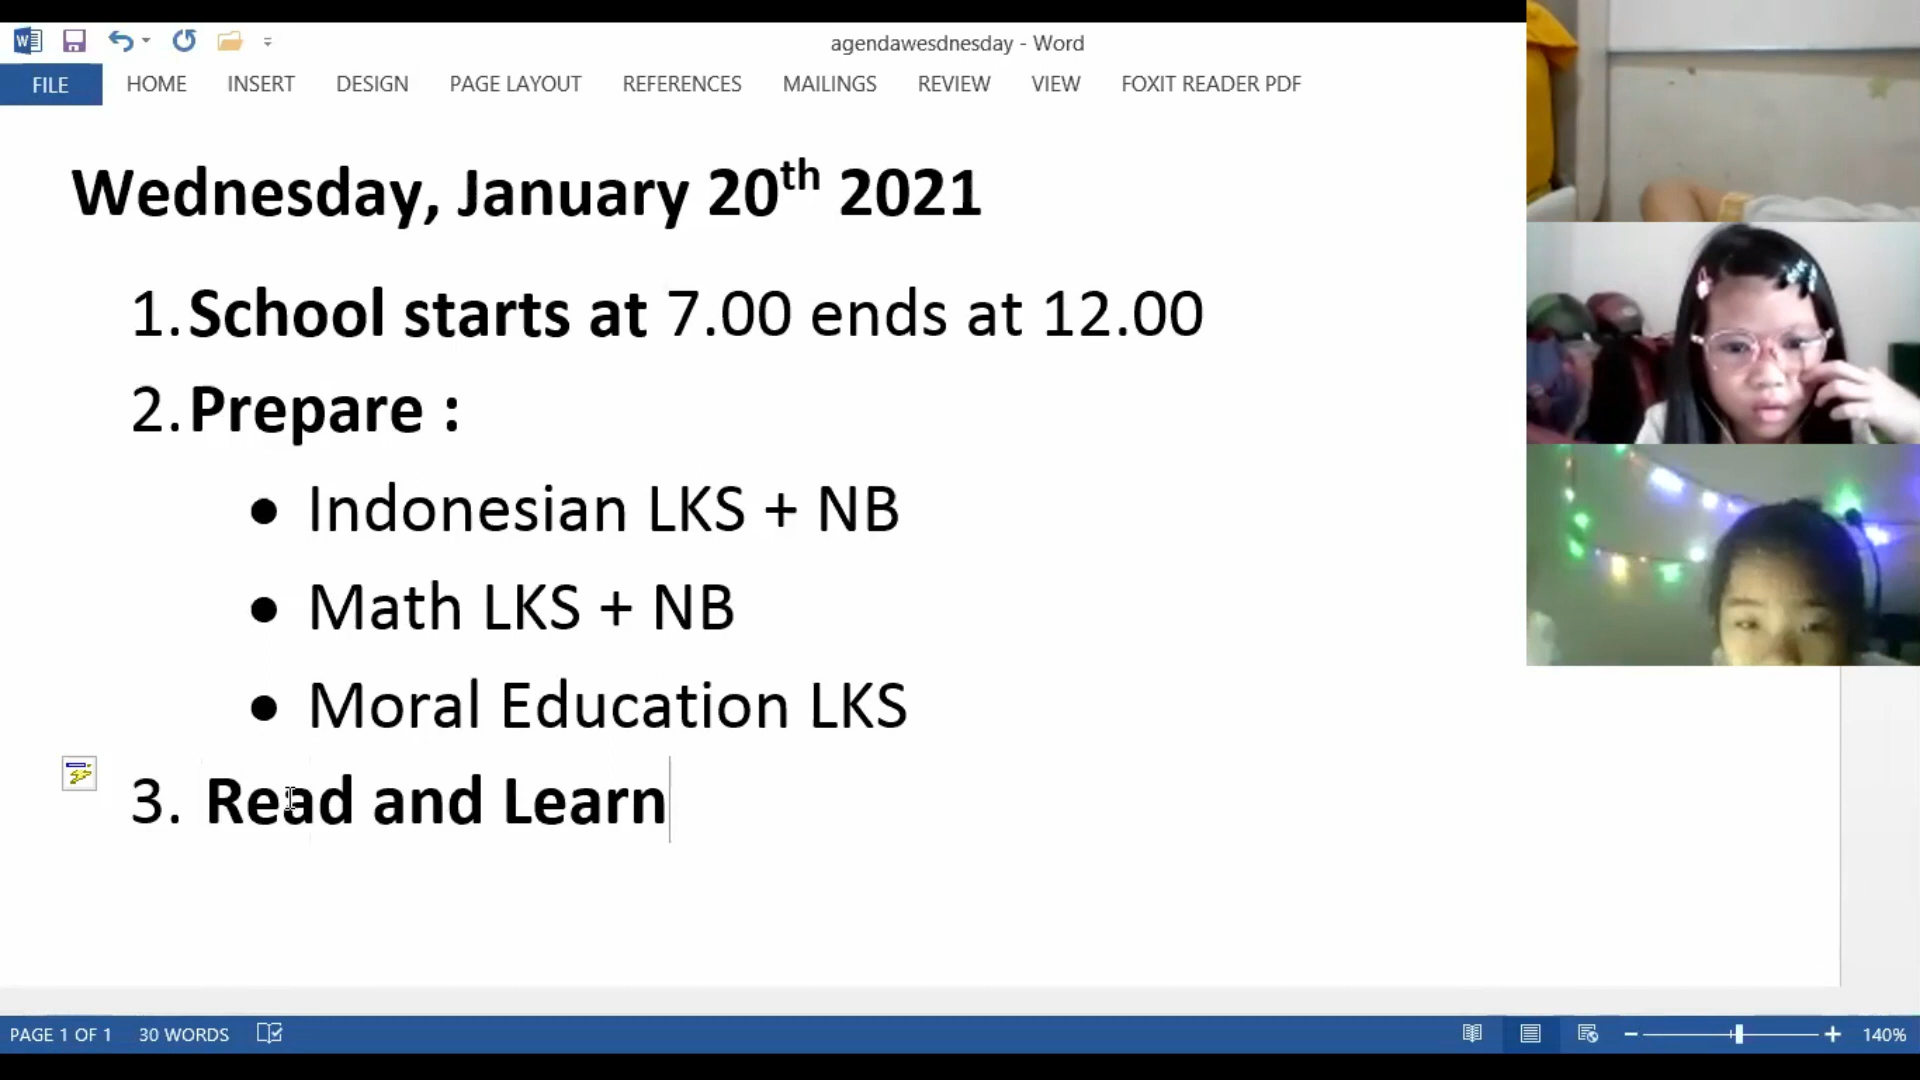 agendawesdnesday - Word
FILE HOME INSERT DESIGN PAGE LAYOUT REFERENCES MAILINGS REVIEW VIEW FOXIT READER PDF
Wednesday, January 20th 2021
1. School starts at 7.00 ends at 12.00
2. Prepare :
• Indonesian LKS + NB
• Math LKS + NB
• Moral Education LKS
3. Read and Learn
PAGE 1 OF 1 30 WORDS 140%